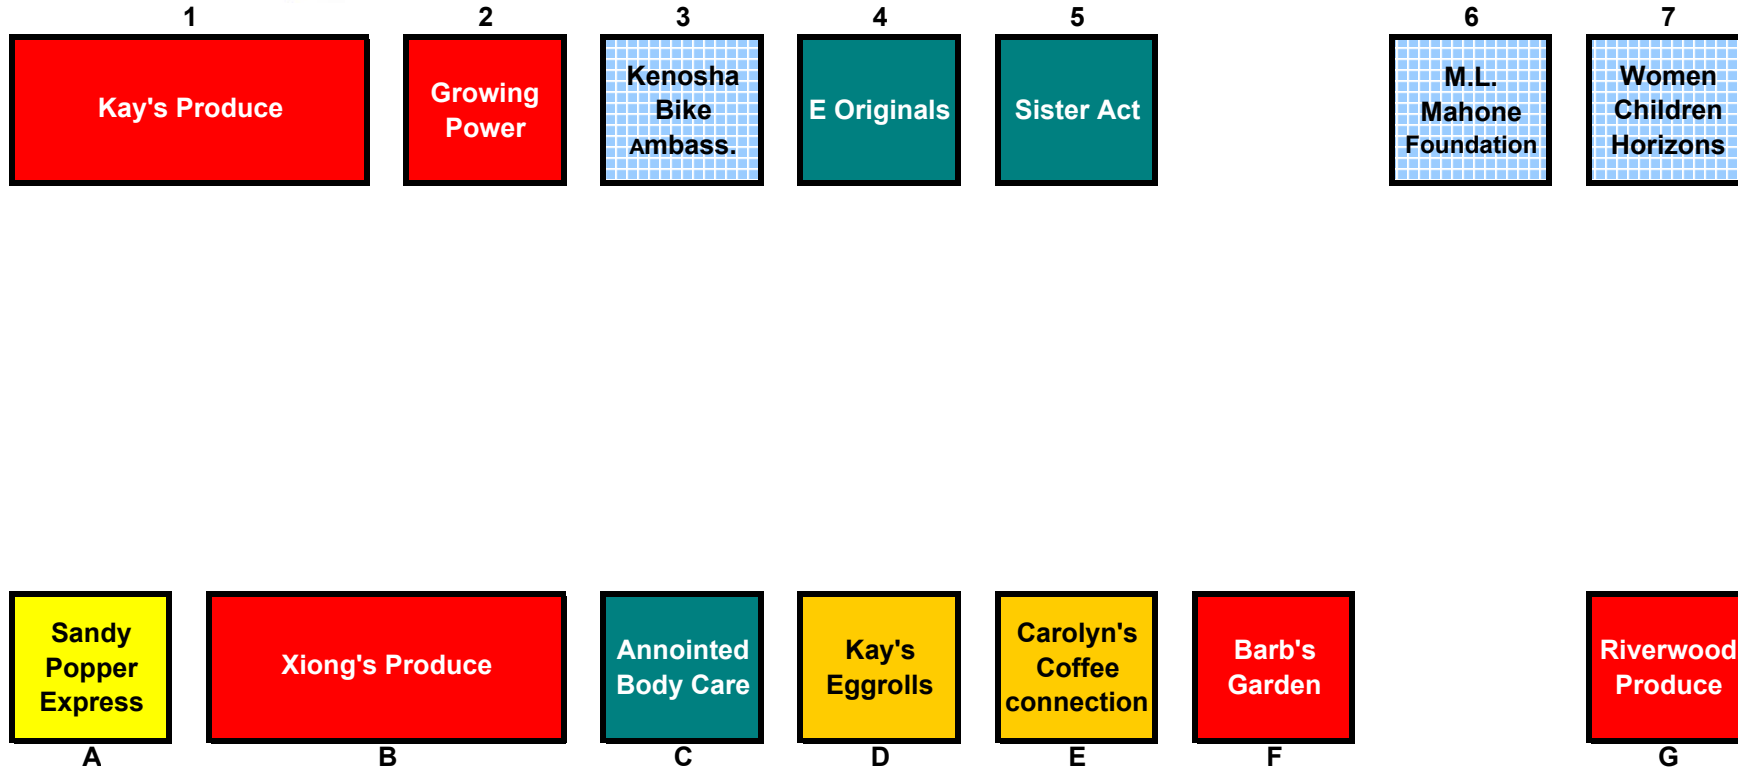 1 2 3 4 5 6 7
Kay's Produce
Growing
Power
Kenosha
Bike
Ambass.
E Originals
Sister Act
M.L.
Mahone
Foundation
Women
Children
Horizons
Sandy
Popper
Express
Xiong's Produce
Annointed
Body Care
Kay's
Eggrolls
Carolyn's
Coffee
connection
Barb's
Garden
Riverwood
Produce
A B C D E F G